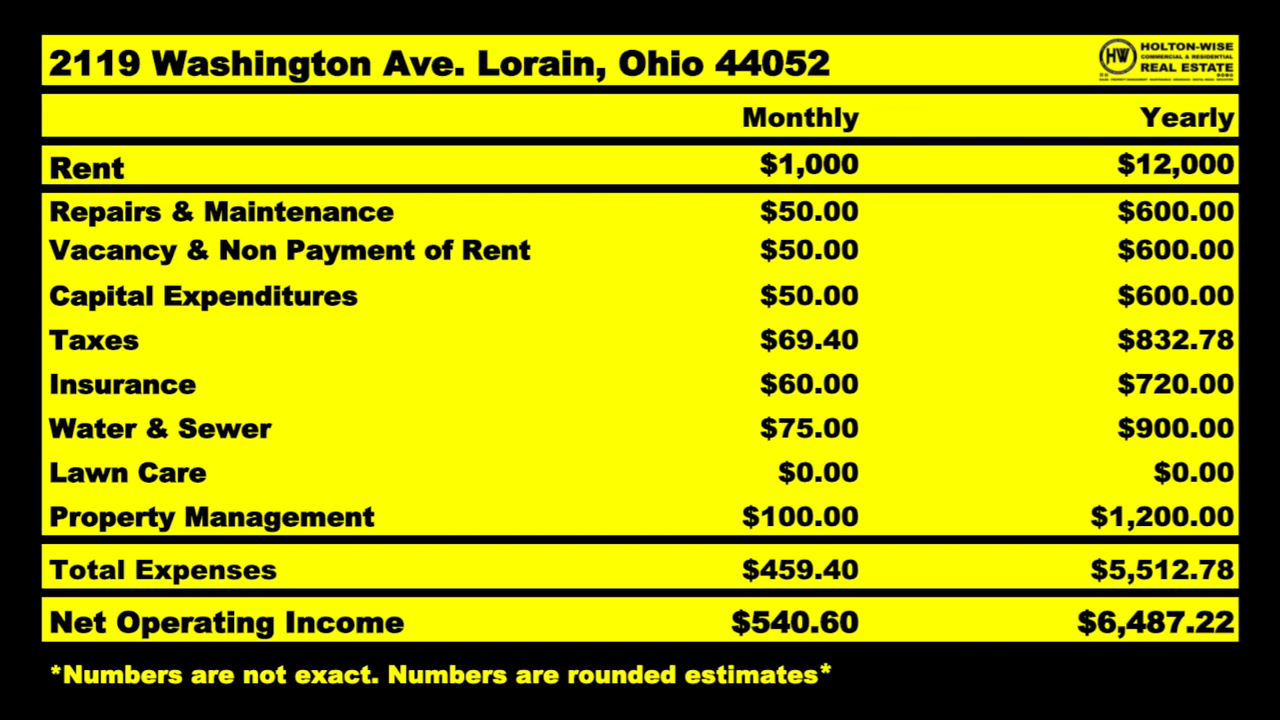 2119 Washington Ave. Lorain, Ohio 44052
HW
HOLTON-WISE
COMMERCIAL & RESIDENTIAL
REAL ESTATE
Monthly Yearly
Rent $1,000 $12,000
Repairs & Maintenance $50.00 $600.00
Vacancy & Non Payment of Rent $50.00 $600.00
Capital Expenditures $50.00 $600.00
Taxes $69.40 $832.78
Insurance $60.00 $720.00
Water & Sewer $75.00 $900.00
Lawn Care $0.00 $0.00
Property Management $100.00 $1,200.00
Total Expenses $459.40 $5,512.78
Net Operating Income $540.60 $6,487.22
*Numbers are not exact. Numbers are rounded estimates*